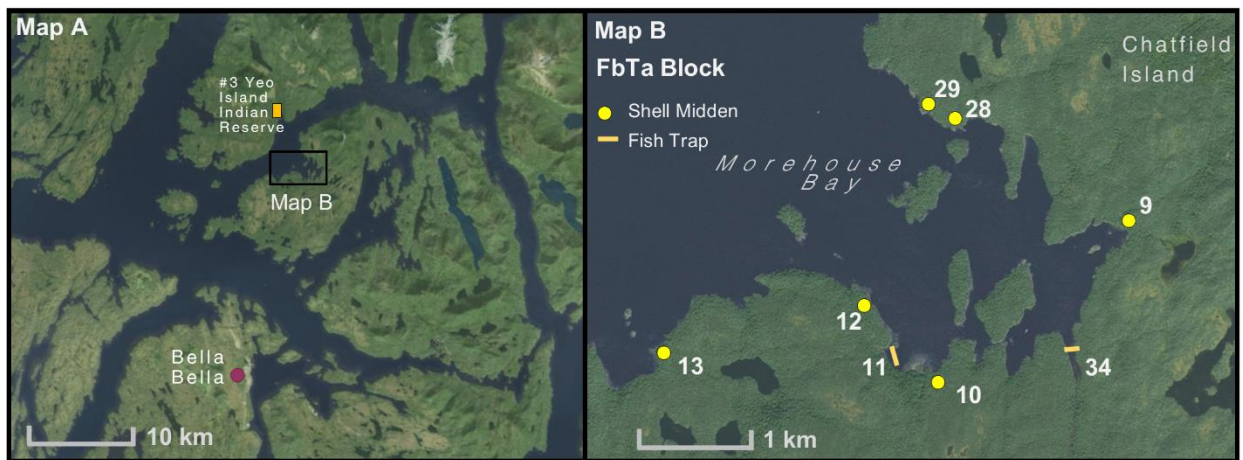 Map A
#3 Yeo
Island
Indian
Reserve
Map B
Bella
Bella
10 km
Map B
FbTa Block
Shell Midden
Fish Trap
Chatfield
Island
29
28
Morehouse
Bay
9
12
13
11
10
34
1 km